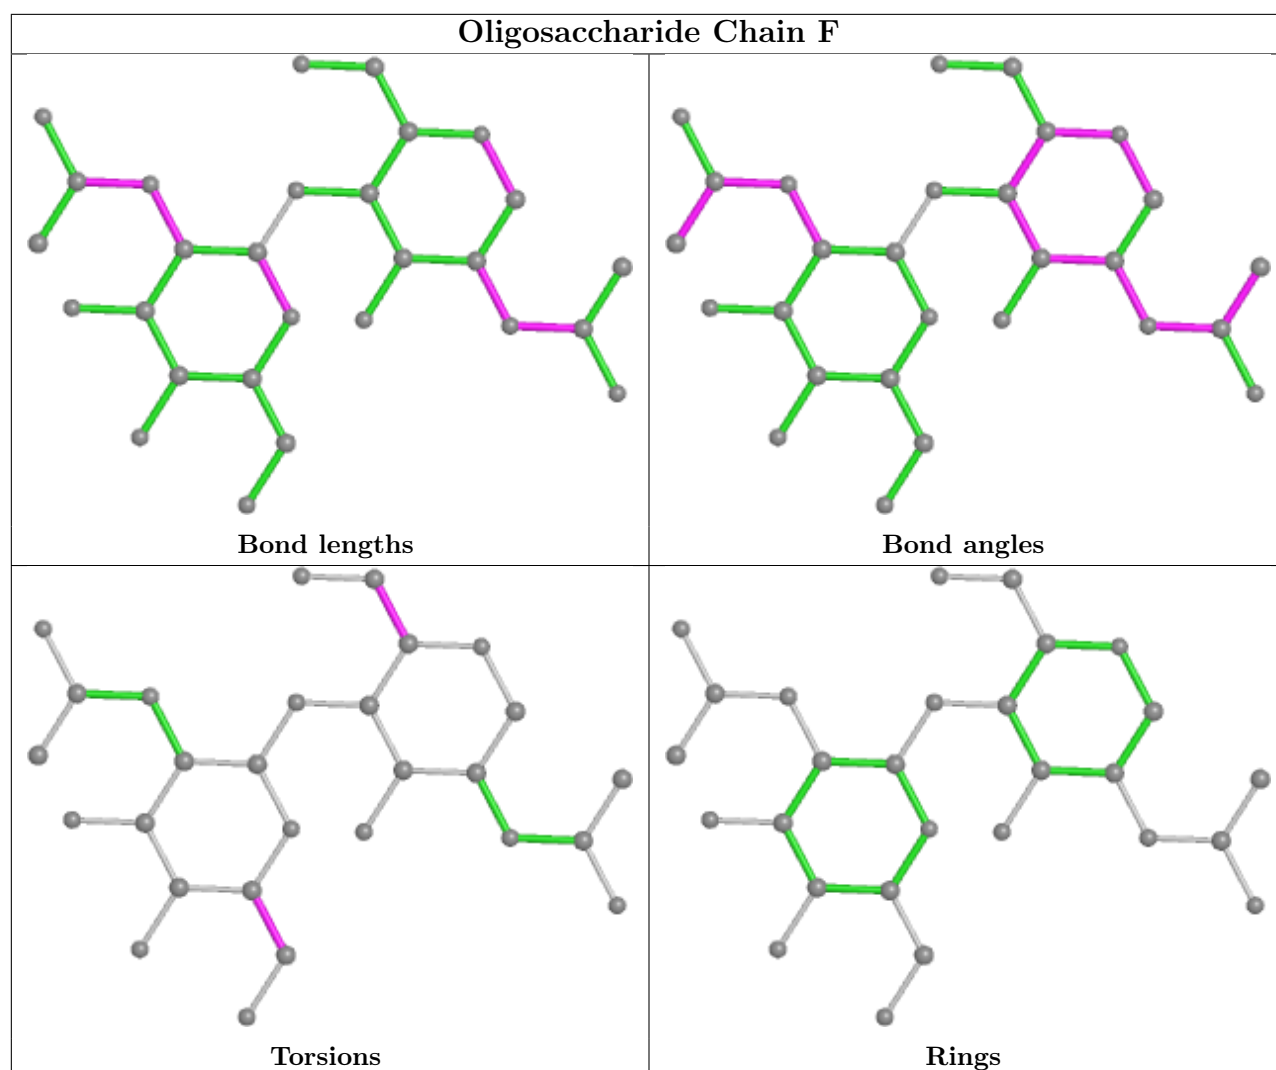 Oligosaccharide Chain F
Bond lengths
Bond angles
Torsions
Rings